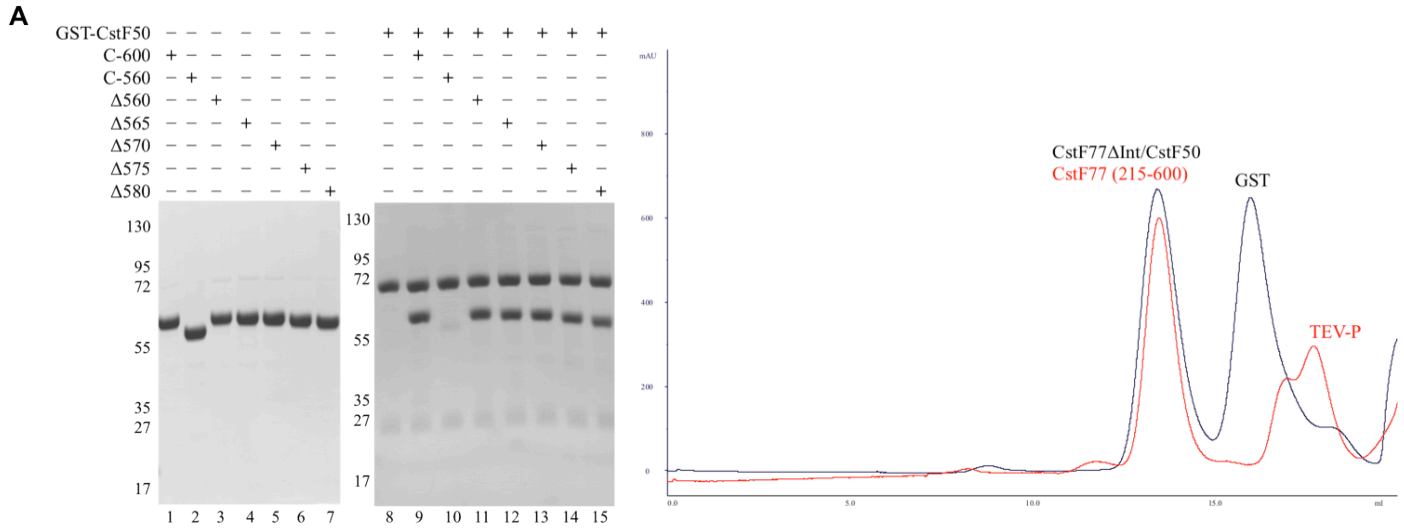 A
GST-CstF50 − − − − − − − + + + + + + + +
C-600 + − − − − − − − + − − − − − −
C-560 − + − − − − − − − + − − − − −
Δ560 − − + − − − − − − − + − − − −
Δ565 − − − + − − − − − − − + − − −
Δ570 − − − − + − − − − − − − + − −
Δ575 − − − − − + − − − − − − − + −
Δ580 − − − − − − + − − − − − − − +
130
95
72
55
35
27
17
1 2 3 4 5 6 7
130
95
72
55
35
27
17
8 9 10 11 12 13 14 15
mAU
800
600
400
200
0
CstF77ΔInt/CstF50
CstF77 (215-600)
GST
TEV-P
0.0 5.0 10.0 15.0 ml